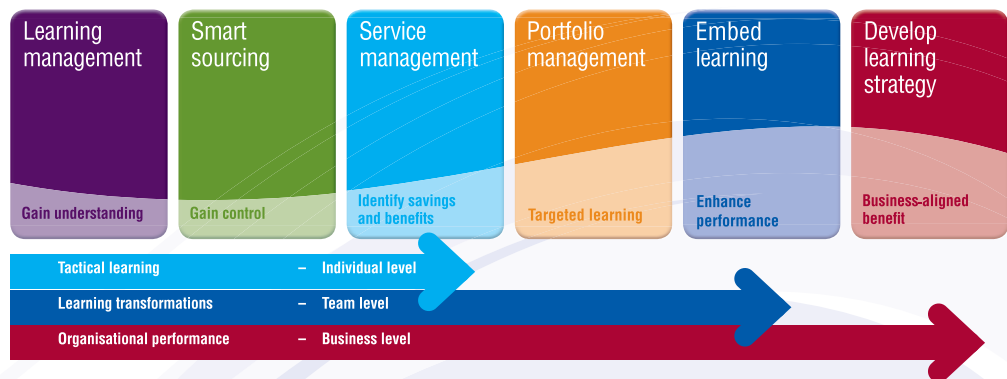 Learning
management
Smart
sourcing
Service
management
Portfolio
management
Embed
learning
Develop
learning
strategy
Gain understanding
Gain control
Identify savings
and benefits
Targeted learning
Enhance
performance
Business-aligned
benefit
Tactical learning – Individual level
Learning transformations – Team level
Organisational performance – Business level